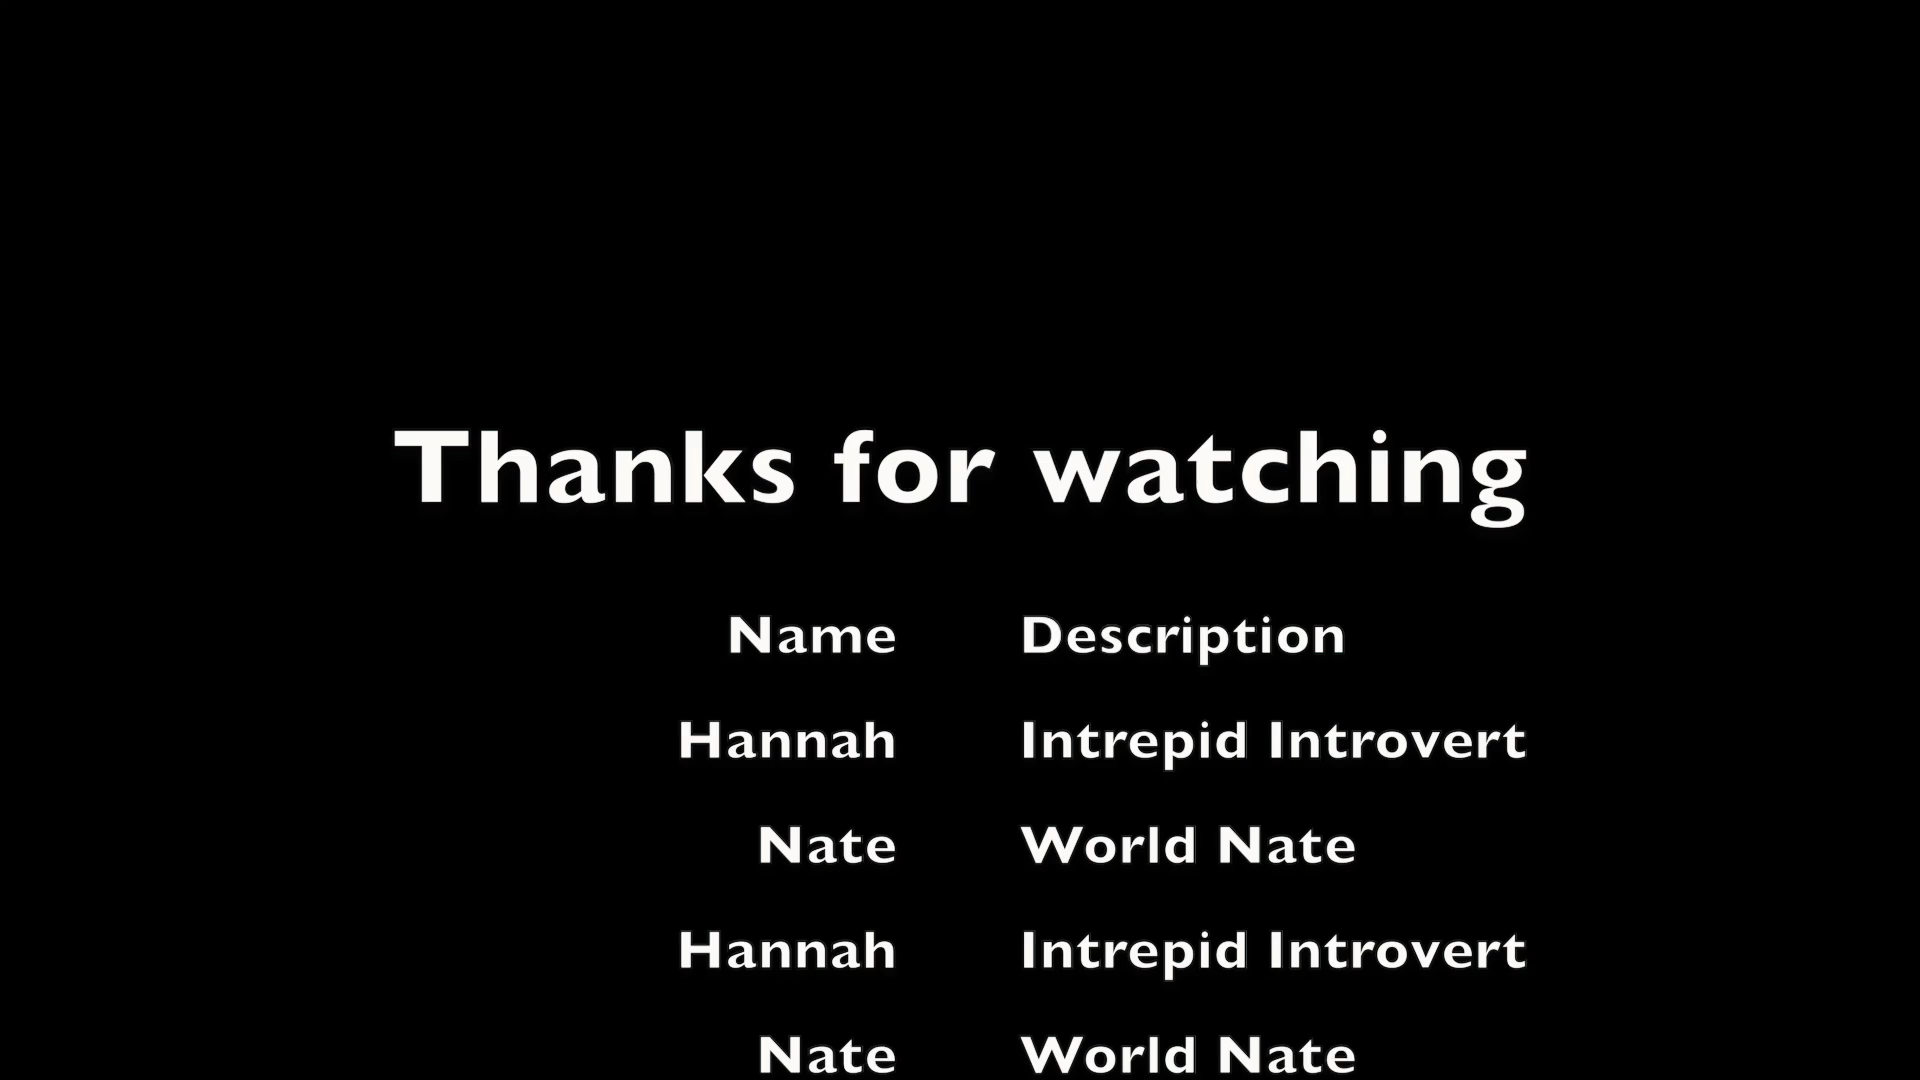 Thanks for watching
Name Description
Hannah Intrepid Introvert
Nate World Nate
Hannah Intrepid Introvert
Nate World Nate